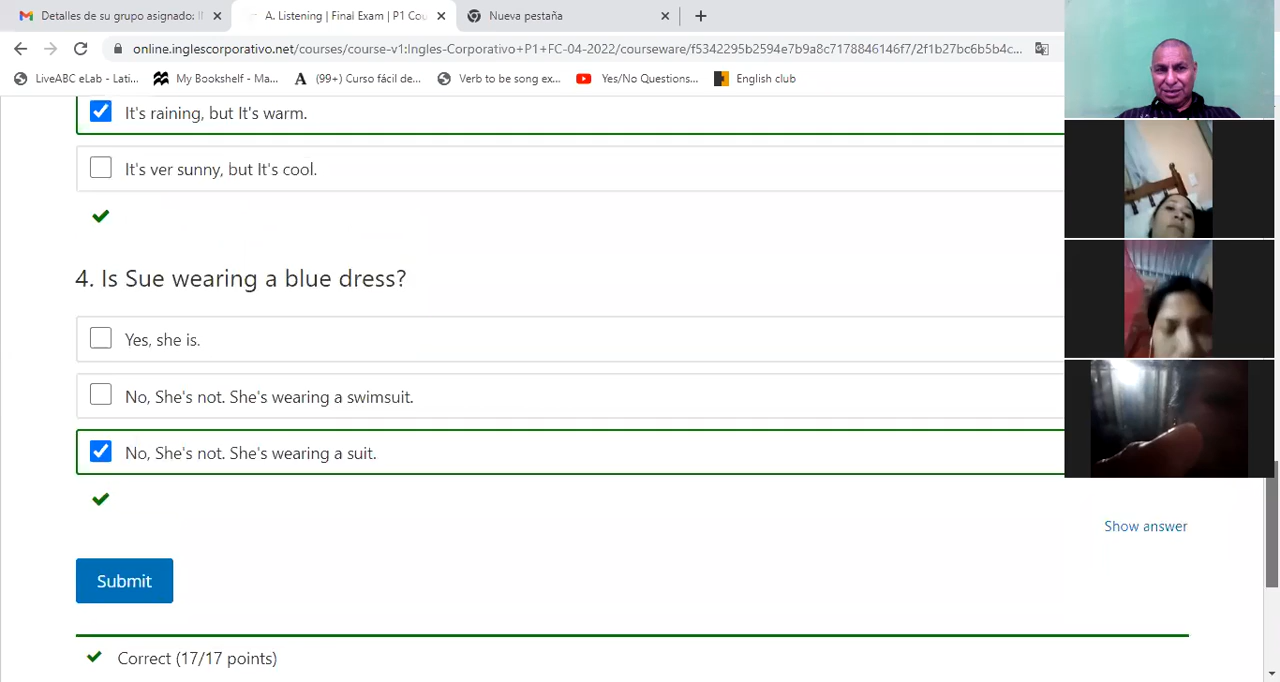 Detalles de su grupo asignado: I
A. Listening | Final Exam | P1 Cou
Nueva pestaña
online.inglescorporativo.net/courses/course-v1:Ingles-Corporativo+P1+FC-04-2022/courseware/f5342295b2594e7b9a8c7178846146f7/2f1b27bc6b5b4c...
LiveABC eLab - Lati...
My Bookshelf - Ma...
(99+) Curso fácil de...
Verb to be song ex...
Yes/No Questions...
English club
It's raining, but It's warm.
It's ver sunny, but It's cool.
4. Is Sue wearing a blue dress?
Yes, she is.
No, She's not. She's wearing a swimsuit.
No, She's not. She's wearing a suit.
Show answer
Submit
Correct (17/17 points)